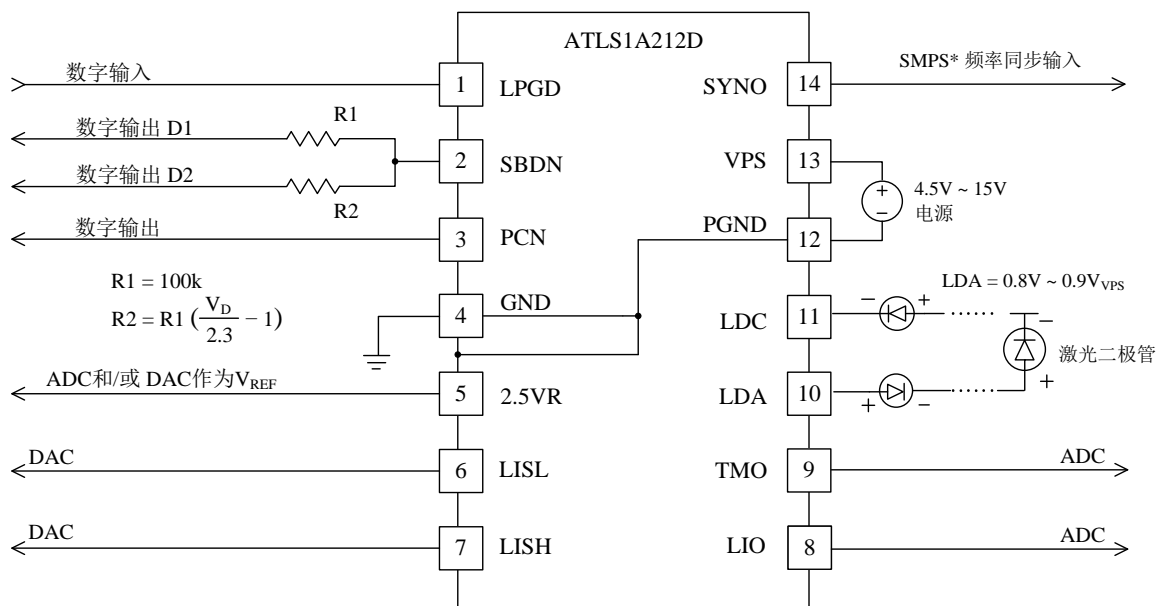 ATLS1A212D
数字输入
1
LPGD
数字输出 D1
R1
2
SBDN
数字输出 D2
R2
数字输出
3
PCN
R1 = 100k
R2 = R1 (V_D/2.3 − 1)
4
GND
ADC和/或 DAC作为V_REF
5
2.5VR
DAC
6
LISL
DAC
7
LISH
SMPS* 频率同步输入
SYNO
14
VPS
13
+
−
4.5V ~ 15V
电源
PGND
12
LDA = 0.8V ~ 0.9V_VPS
LDC
11
−
+
······
−
激光二极管
+
LDA
10
+
−
······
TMO
9
ADC
LIO
8
ADC